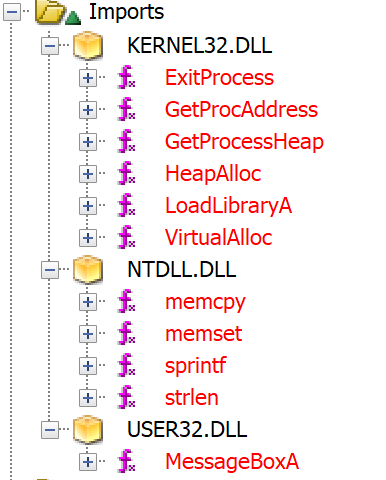 Imports
KERNEL32.DLL
ExitProcess
GetProcAddress
GetProcessHeap
HeapAlloc
LoadLibraryA
VirtualAlloc
NTDLL.DLL
memcpy
memset
sprintf
strlen
USER32.DLL
MessageBoxA